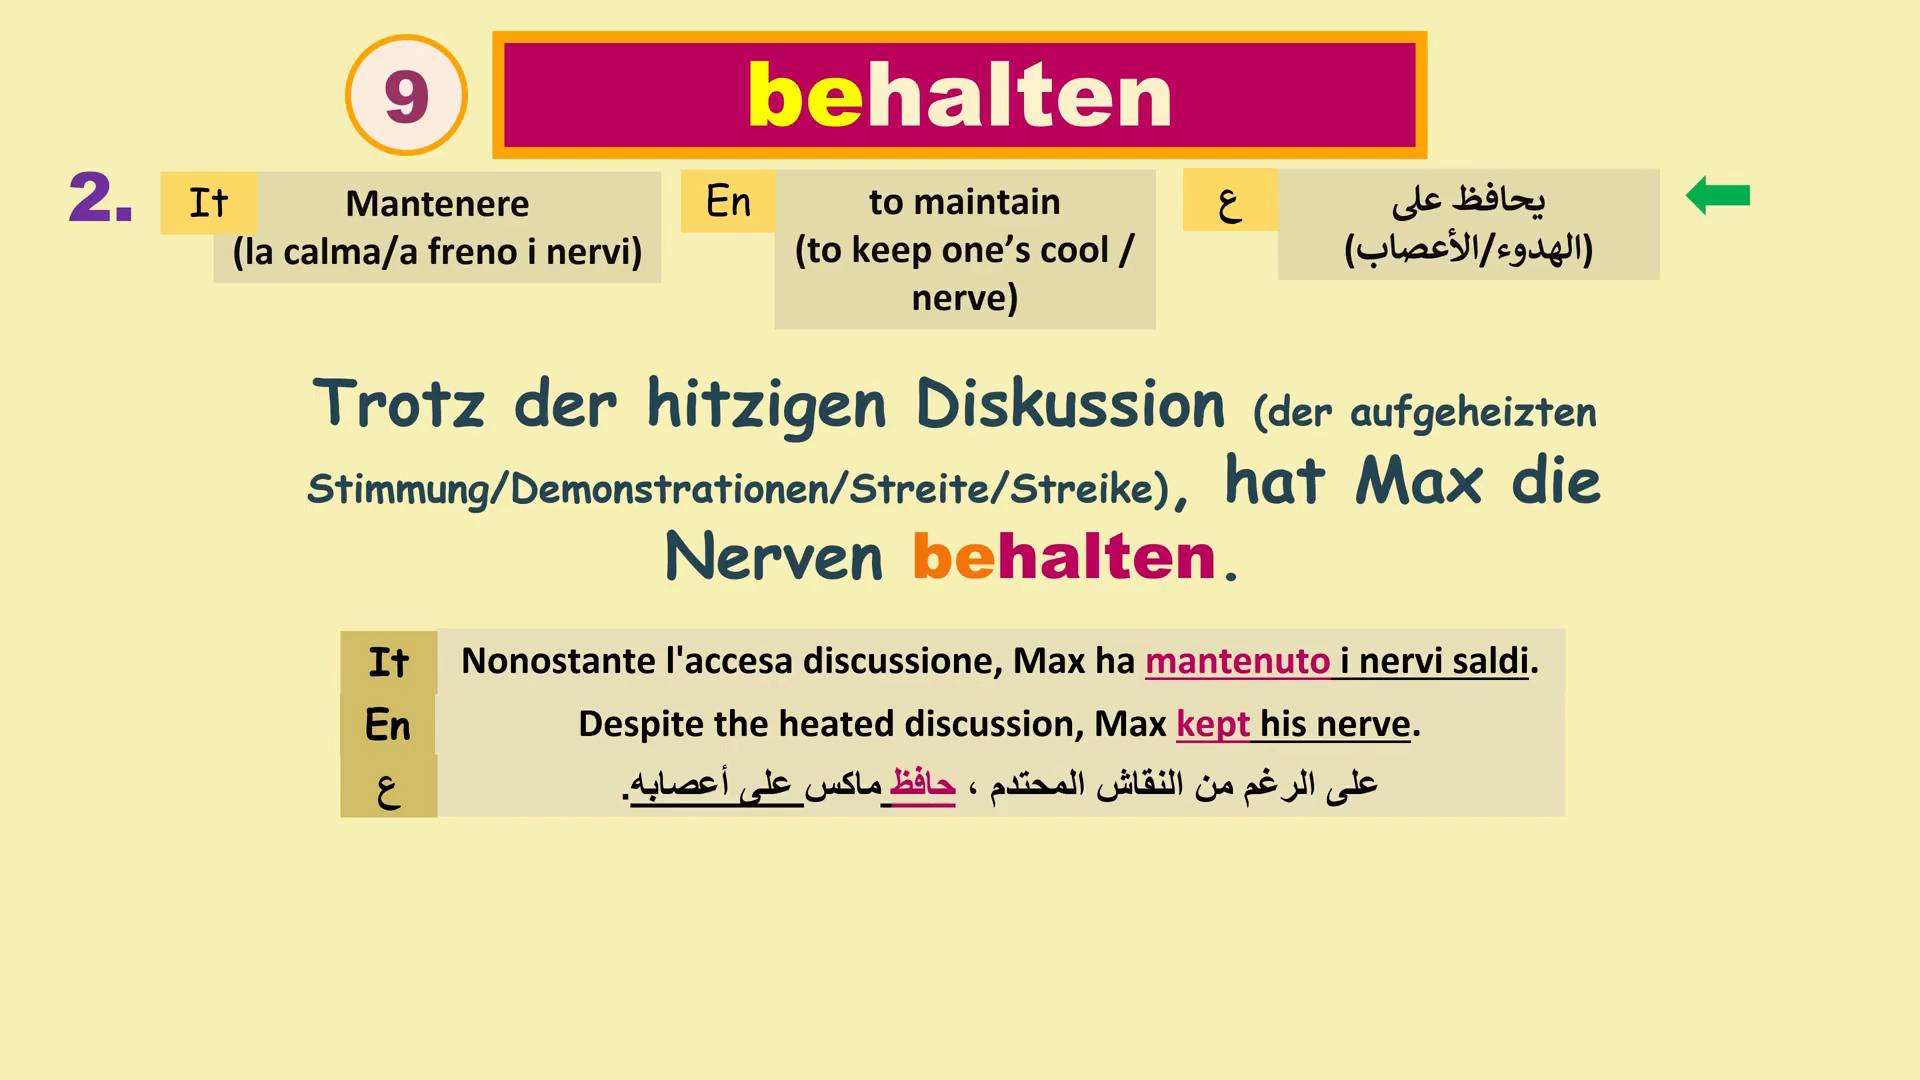 9
behalten
2.
It
Mantenere
(la calma/a freno i nervi)
En
to maintain
(to keep one’s cool /
nerve)
ع
يحافظ على
(الهدوء/الأعصاب)
Trotz der hitzigen Diskussion (der aufgeheizten
Stimmung/Demonstrationen/Streite/Streike), hat Max die
Nerven behalten.
It
Nonostante l'accesa discussione, Max ha mantenuto i nervi saldi.
En
Despite the heated discussion, Max kept his nerve.
ع
على الرغم من النقاش المحتدم ، حافظ ماكس على أعصابه.